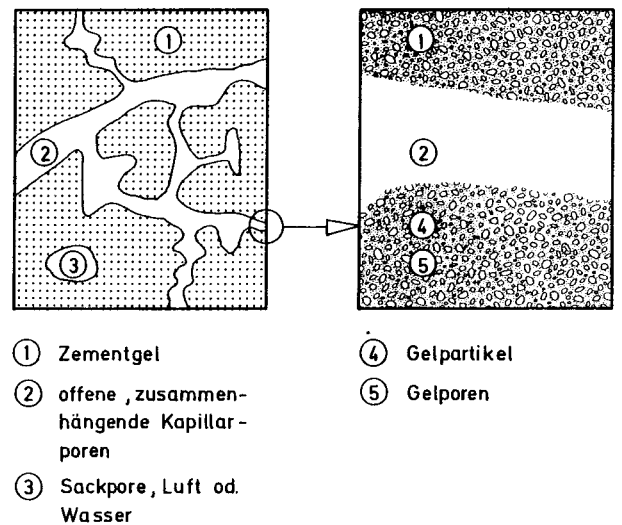 1
2
3
1
2
4
5
1 Zementgel
2 offene, zusammen-
hängende Kapillar-
poren
3 Sackpore, Luft od.
Wasser
4 Gelpartikel
5 Gelporen